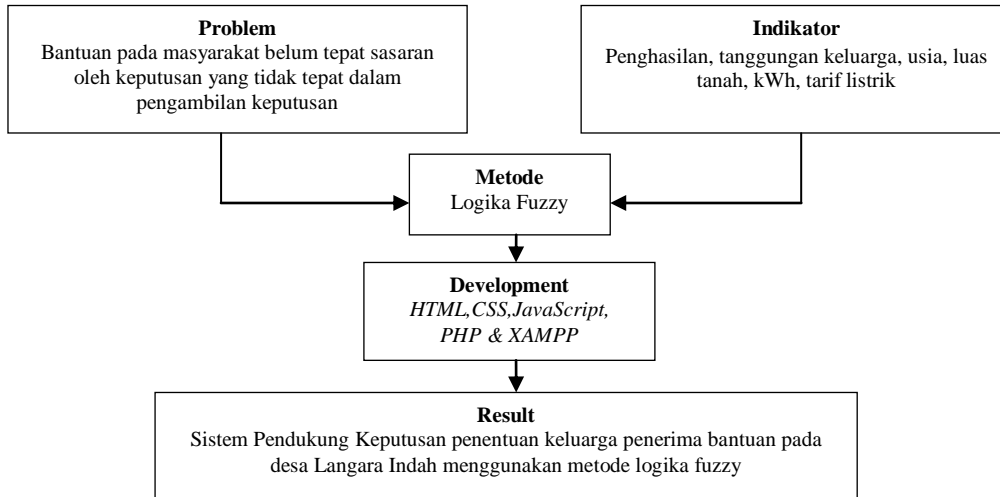 Problem
Bantuan pada masyarakat belum tepat sasaran
oleh keputusan yang tidak tepat dalam
pengambilan keputusan
Indikator
Penghasilan, tanggungan keluarga, usia, luas
tanah, kWh, tarif listrik
Metode
Logika Fuzzy
Development
HTML,CSS,JavaScript,
PHP & XAMPP
Result
Sistem Pendukung Keputusan penentuan keluarga penerima bantuan pada
desa Langara Indah menggunakan metode logika fuzzy